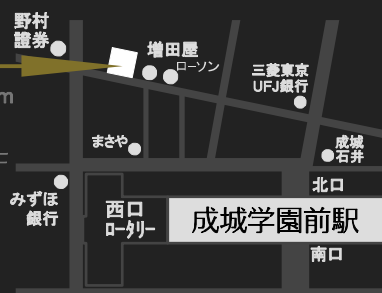 野村
證券
増田屋
ローソン
三菱東京
UFJ銀行
m
まさや
成城
石井
みずほ
銀行
西口
ロータリー
北口
成城学園前駅
南口